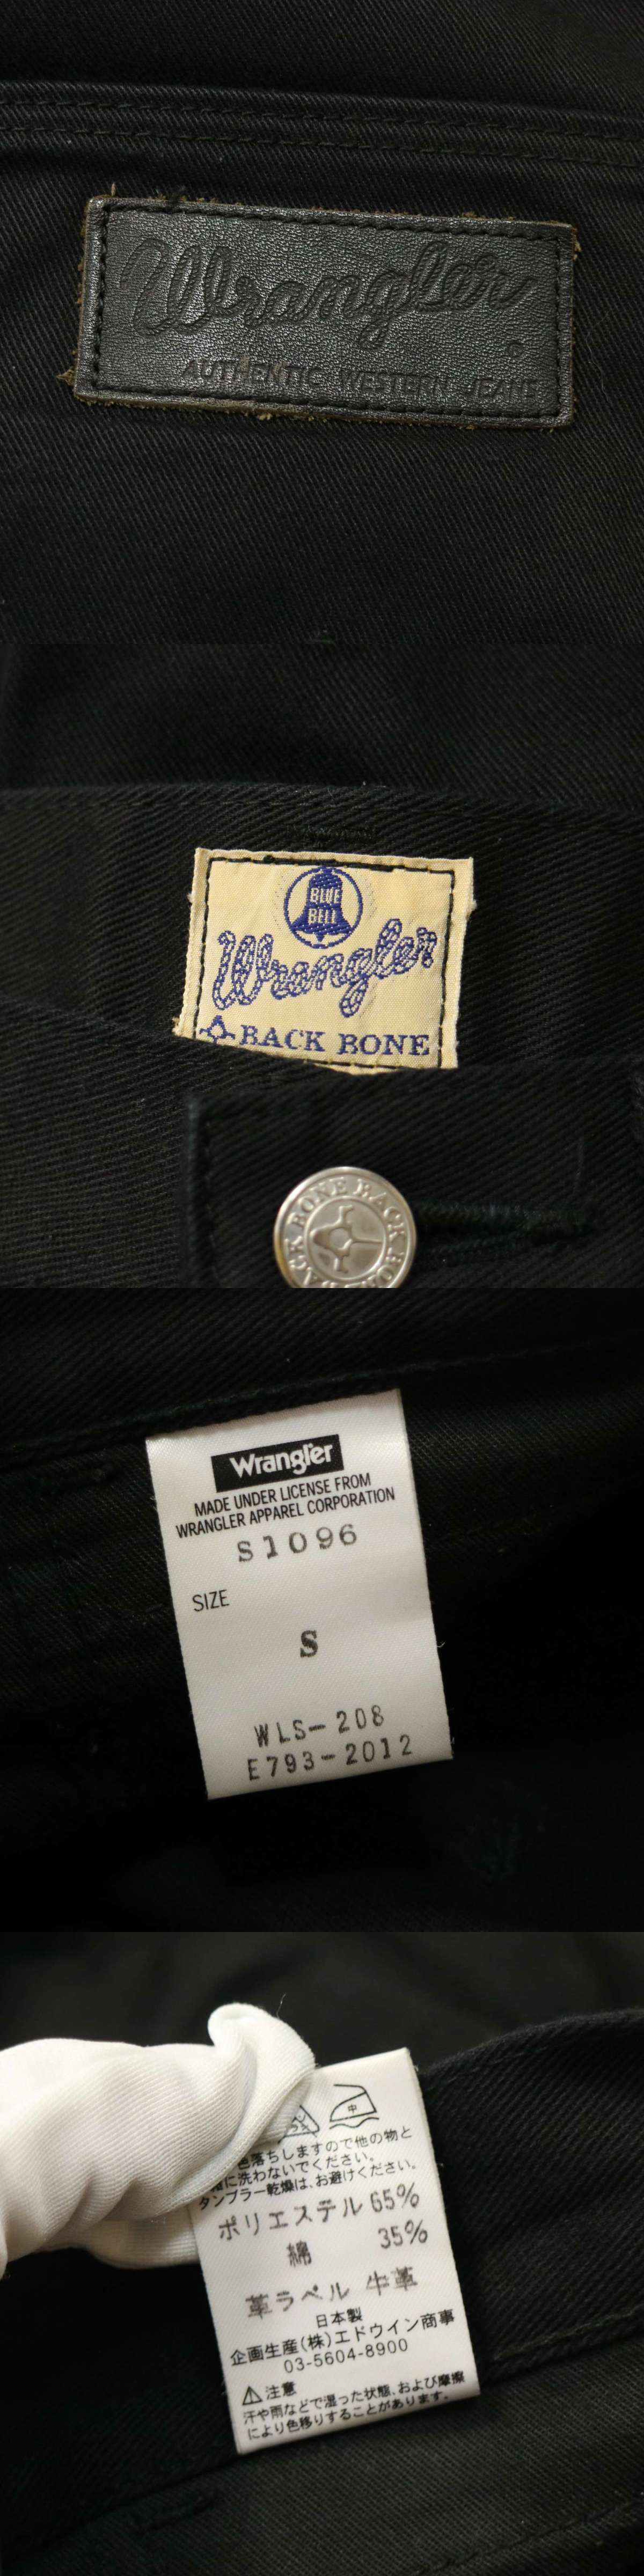 Wrangler
®
AUTHENTIC WESTERN JEANS
BLUE
BELL
Wrangler
BACK BONE
BONE BACK BONE BACK
Wrangler
MADE UNDER LICENSE FROM
WRANGLER APPAREL CORPORATION
S1096
SIZE
S
WLS-208
E793-2012
中
色落ちしますので他の物と
に洗わないでください。
タンブラー乾燥は、お避けください。
ポリエステル 65%
綿 35%
革ラベル 牛革
日本製
企画生産(株)エドウイン商事
03-5604-8900
注意
汗や雨などで湿った状態、および摩擦
により色移りすることがあります。